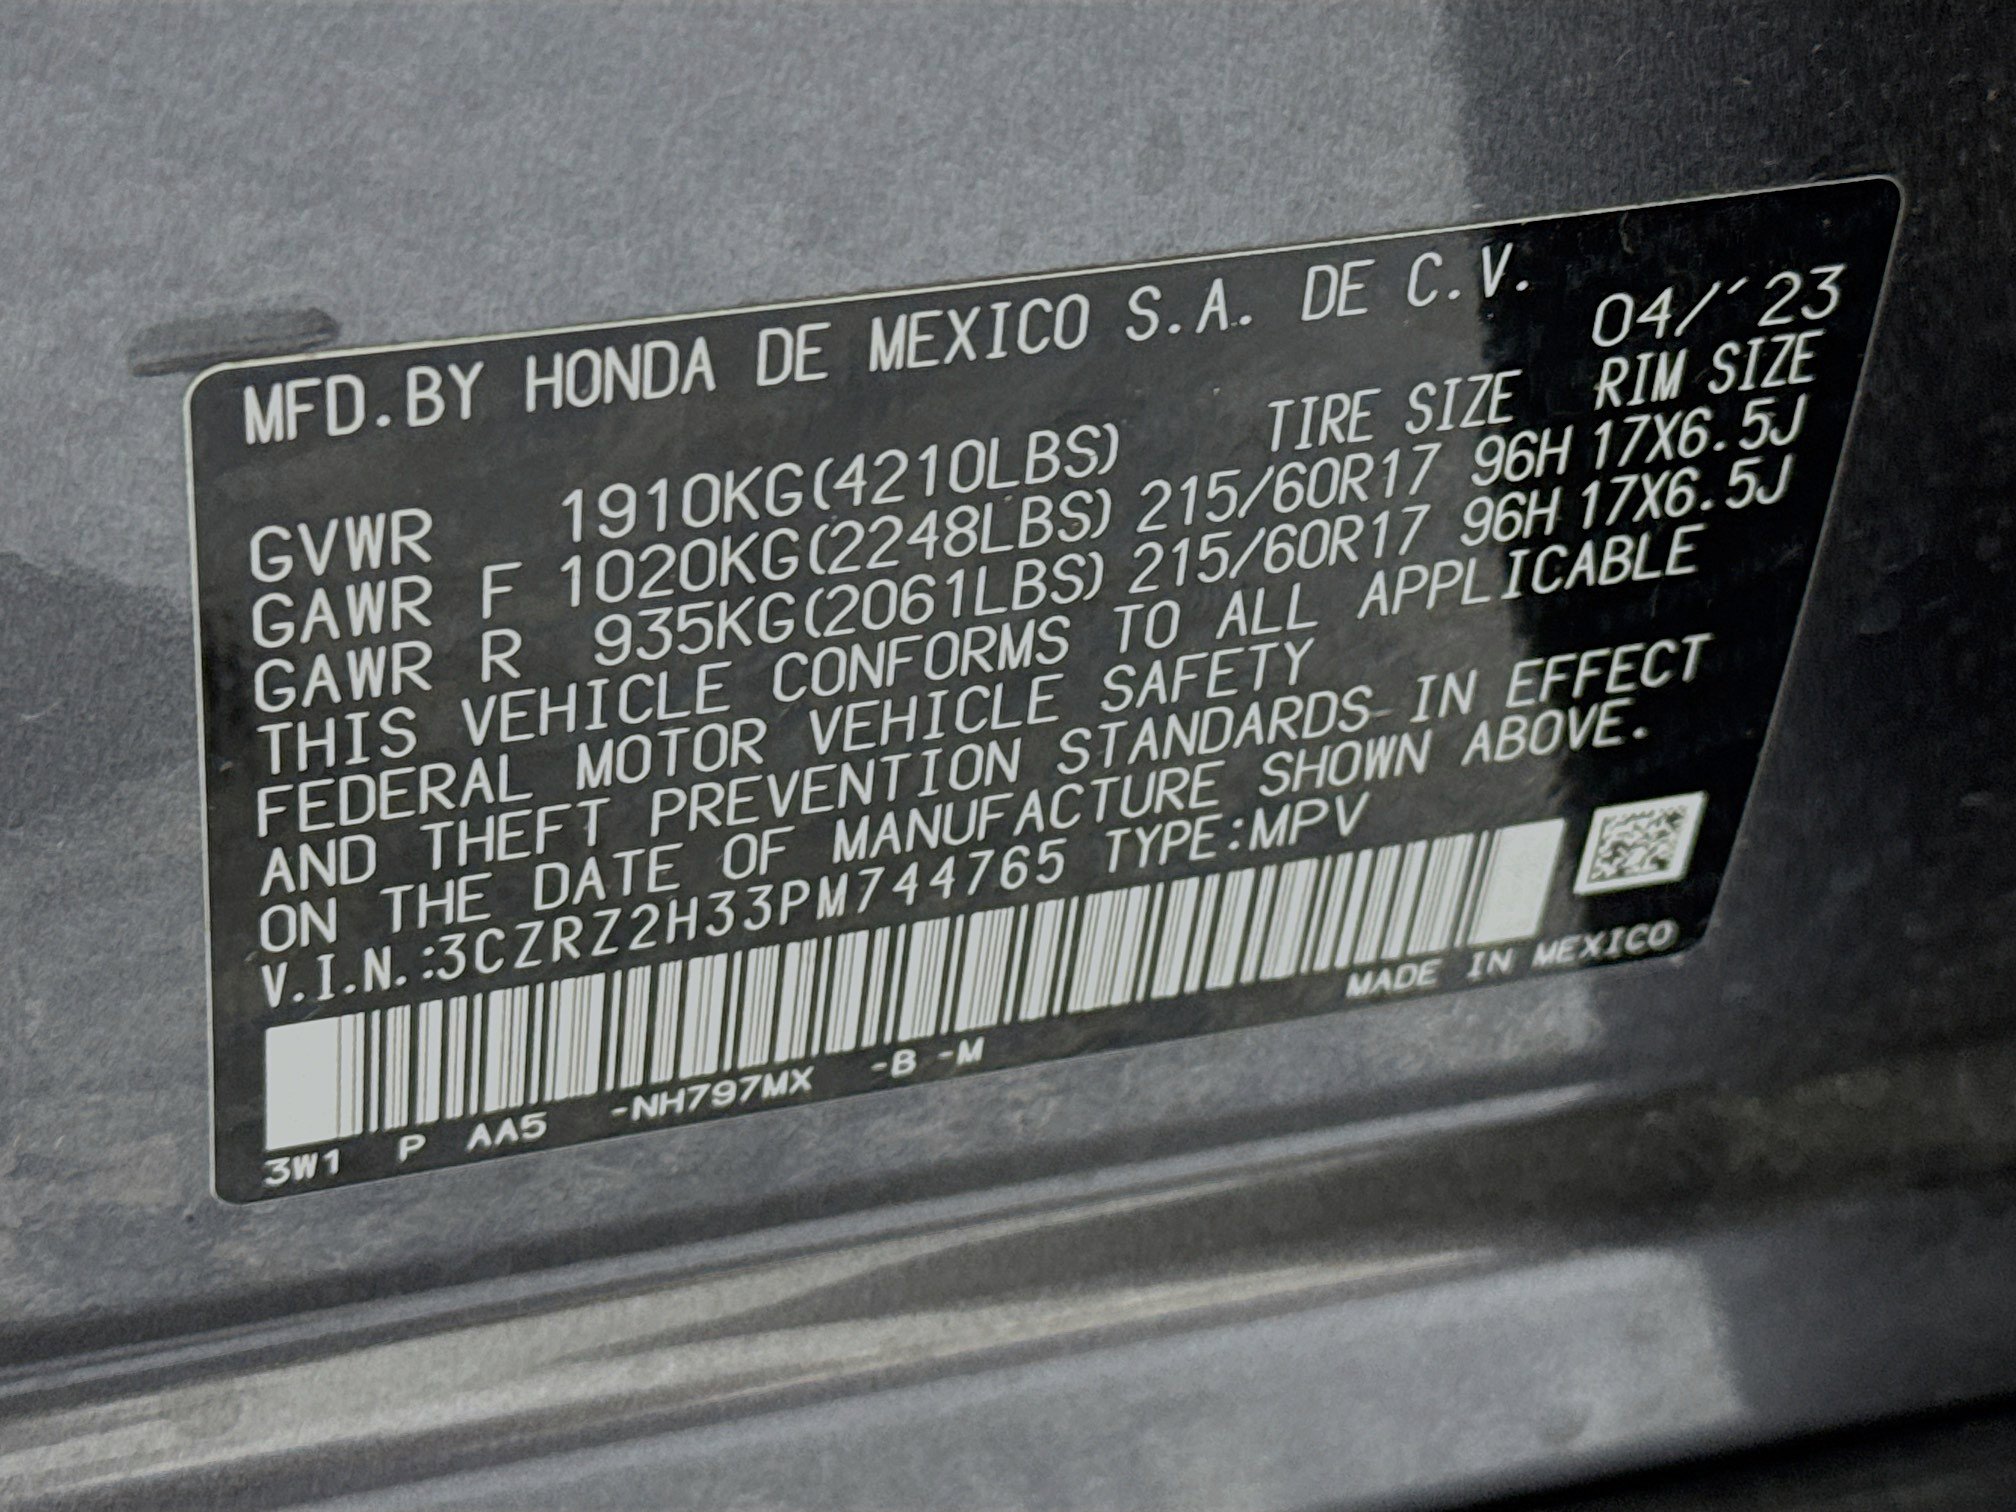 MFD.BY HONDA DE MEXICO S.A. DE C.V.
04/'23
GVWR 1910KG(4210LBS) TIRE SIZE RIM SIZE
GAWR F 1020KG(2248LBS) 215/60R17 96H 17X6.5J
GAWR R 935KG(2061LBS) 215/60R17 96H 17X6.5J
THIS VEHICLE CONFORMS TO ALL APPLICABLE
FEDERAL MOTOR VEHICLE SAFETY
AND THEFT PREVENTION STANDARDS IN EFFECT
ON THE DATE OF MANUFACTURE SHOWN ABOVE.
V.I.N.:3CZRZ2H33PM744765 TYPE:MPV
MADE IN MEXICO
3W1 P AA5 -NH797MX -B -M